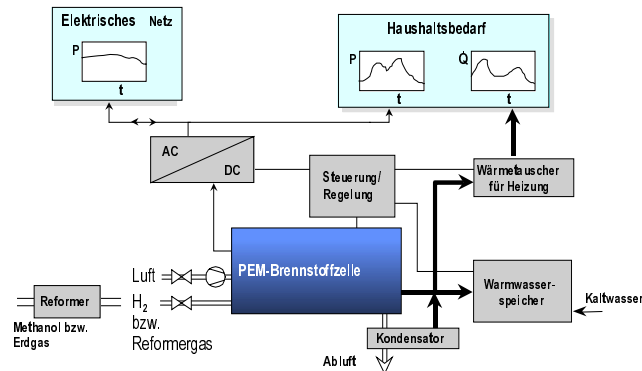 Elektrisches Netz
P
t
Haushaltsbedarf
P
t
Q
t
AC
DC
Steuerung/
Regelung
Wärmetauscher
für Heizung
PEM-Brennstoffzelle
Luft
H2
bzw.
Reformergas
Reformer
Methanol bzw.
Erdgas
Warmwasser-
speicher
Kaltwasser
Kondensator
Abluft